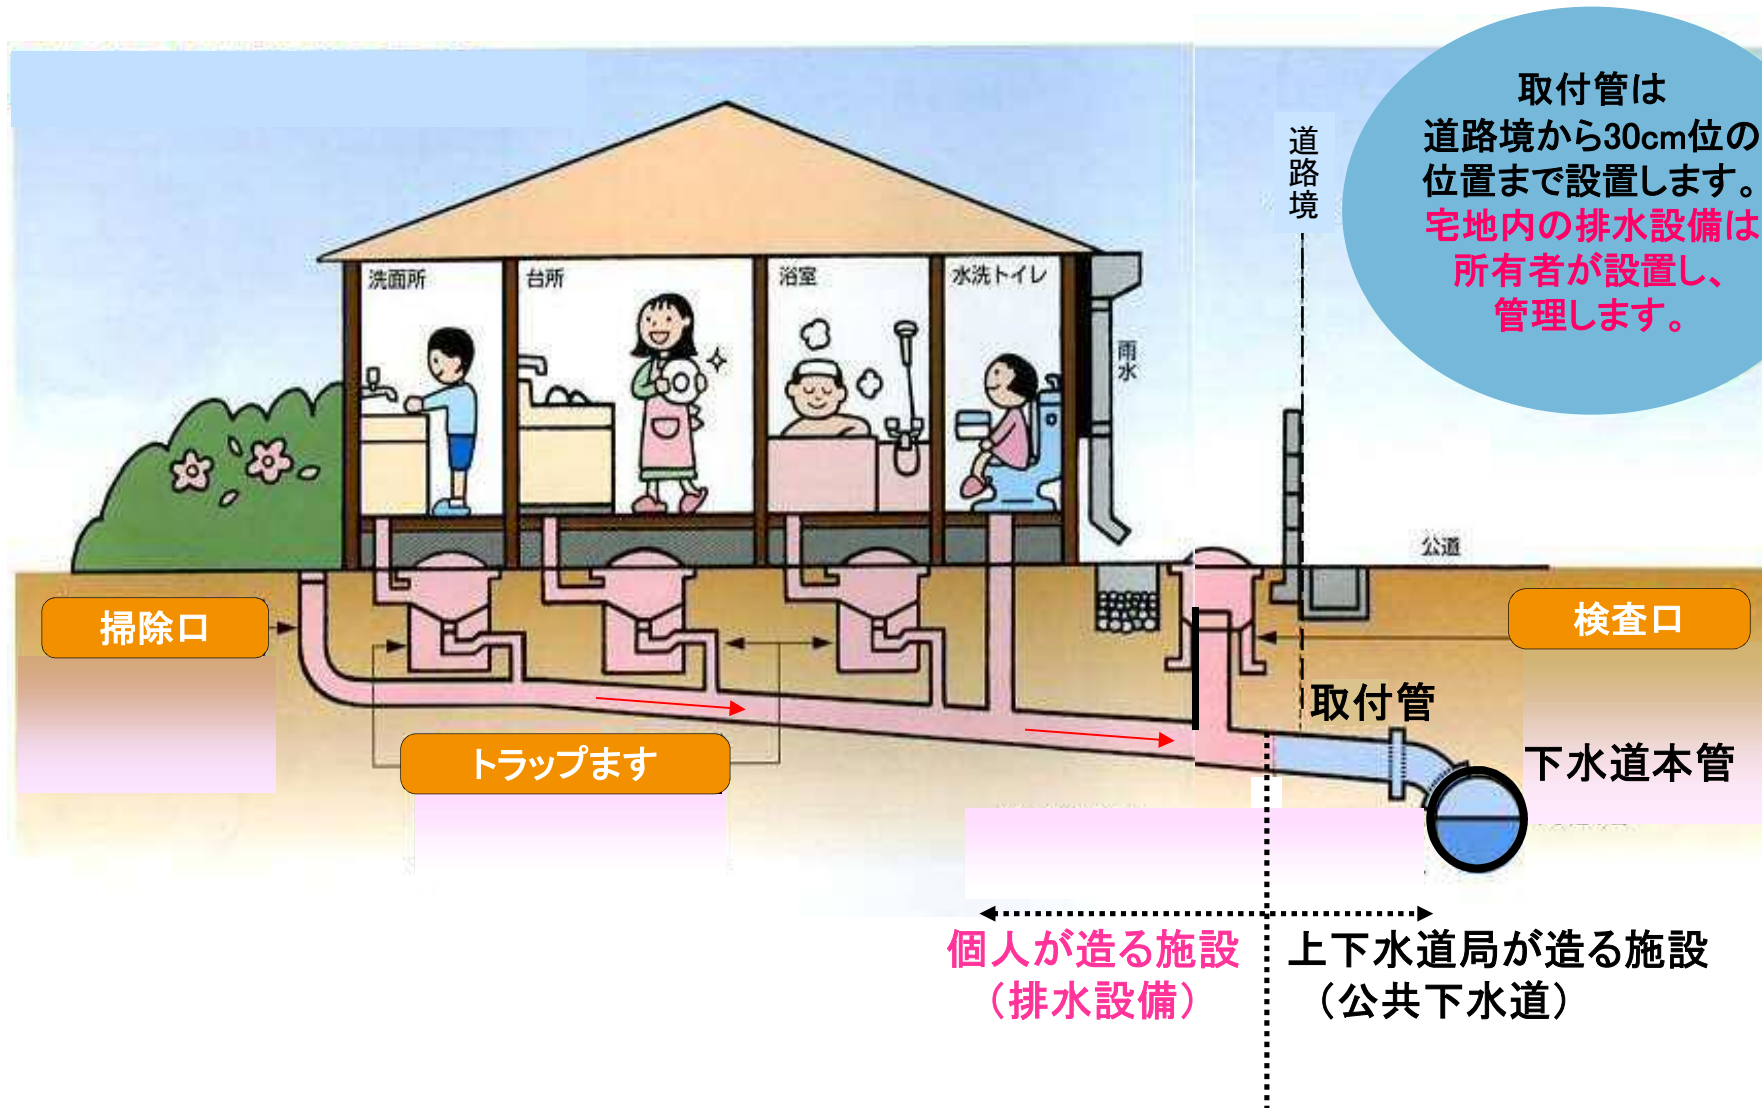 取付管は
道路境から30cm位の
位置まで設置します。
宅地内の排水設備は
所有者が設置し、
管理します。
道路境
洗面所
台所
浴室
水洗トイレ
雨水
公道
掃除口
検査口
取付管
トラップます
下水道本管
個人が造る施設
（排水設備）
上下水道局が造る施設
（公共下水道）